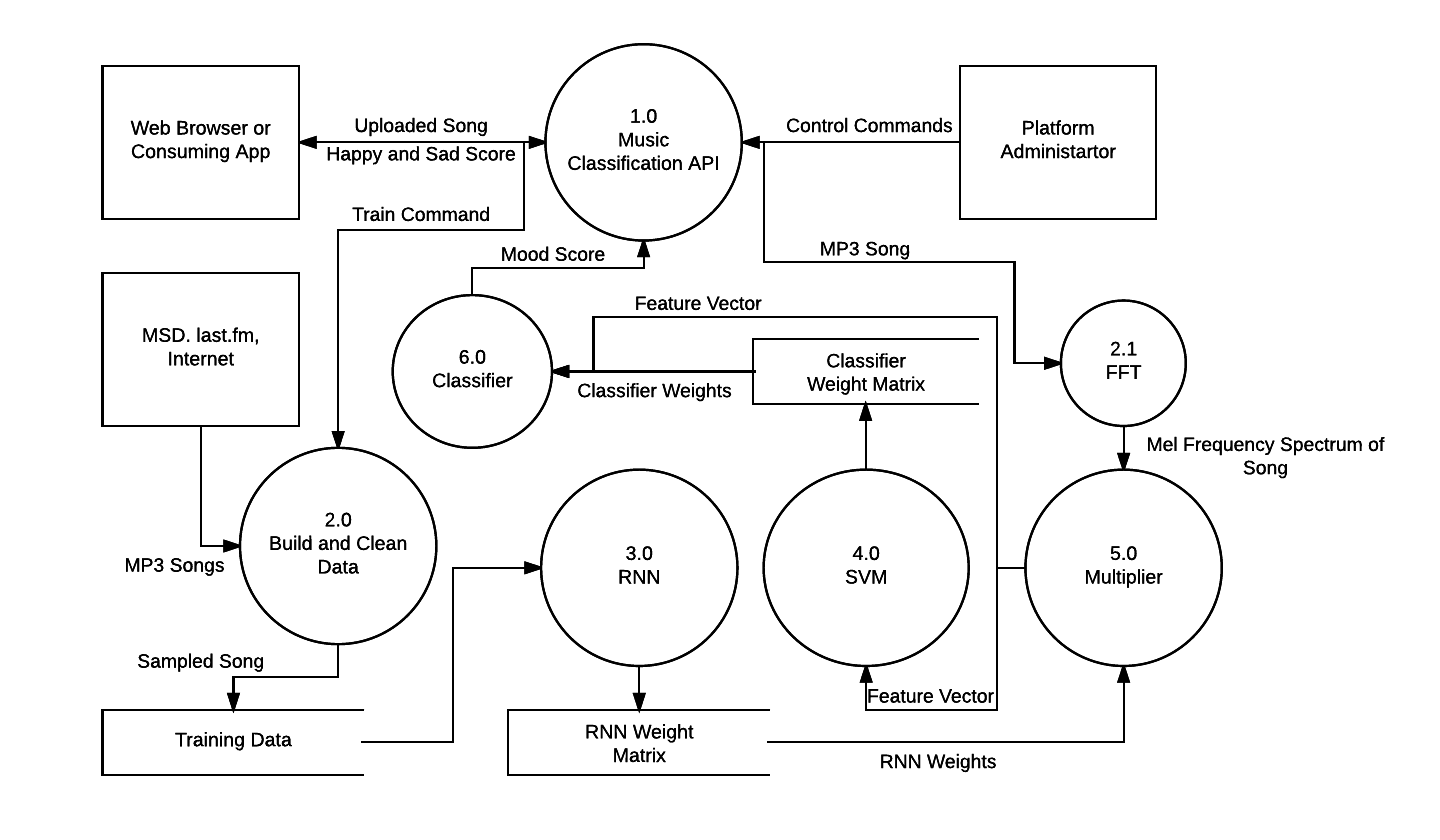 1.0
Music
Classification API
Web Browser or
Consuming App
Uploaded Song
Happy and Sad Score
Control Commands
Platform
Administartor
Train Command
Mood Score
MP3 Song
MSD. last.fm,
Internet
Feature Vector
6.0
Classifier
Classifier
Weight Matrix
Classifier Weights
2.1
FFT
Mel Frequency Spectrum of
Song
2.0
Build and Clean
Data
MP3 Songs
3.0
RNN
4.0
SVM
5.0
Multiplier
Sampled Song
Feature Vector
Training Data
RNN Weight
Matrix
RNN Weights